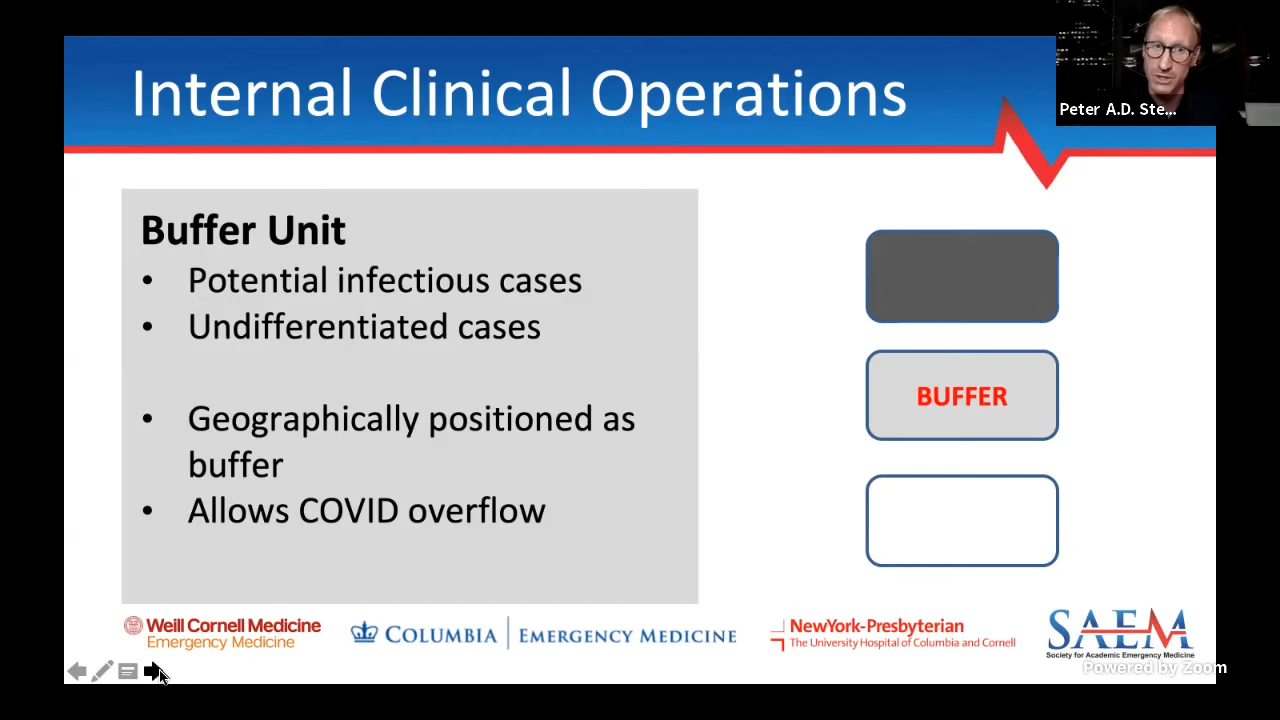 Internal Clinical Operations
Peter A.D. Ste...
Buffer Unit
• Potential infectious cases
• Undifferentiated cases
• Geographically positioned as
buffer
• Allows COVID overflow
BUFFER
Weill Cornell Medicine
Emergency Medicine
COLUMBIA | EMERGENCY MEDICINE
NewYork-Presbyterian
The University Hospital of Columbia and Cornell
SAEM
Society for Academic Emergency Medicine
Powered by Zoom